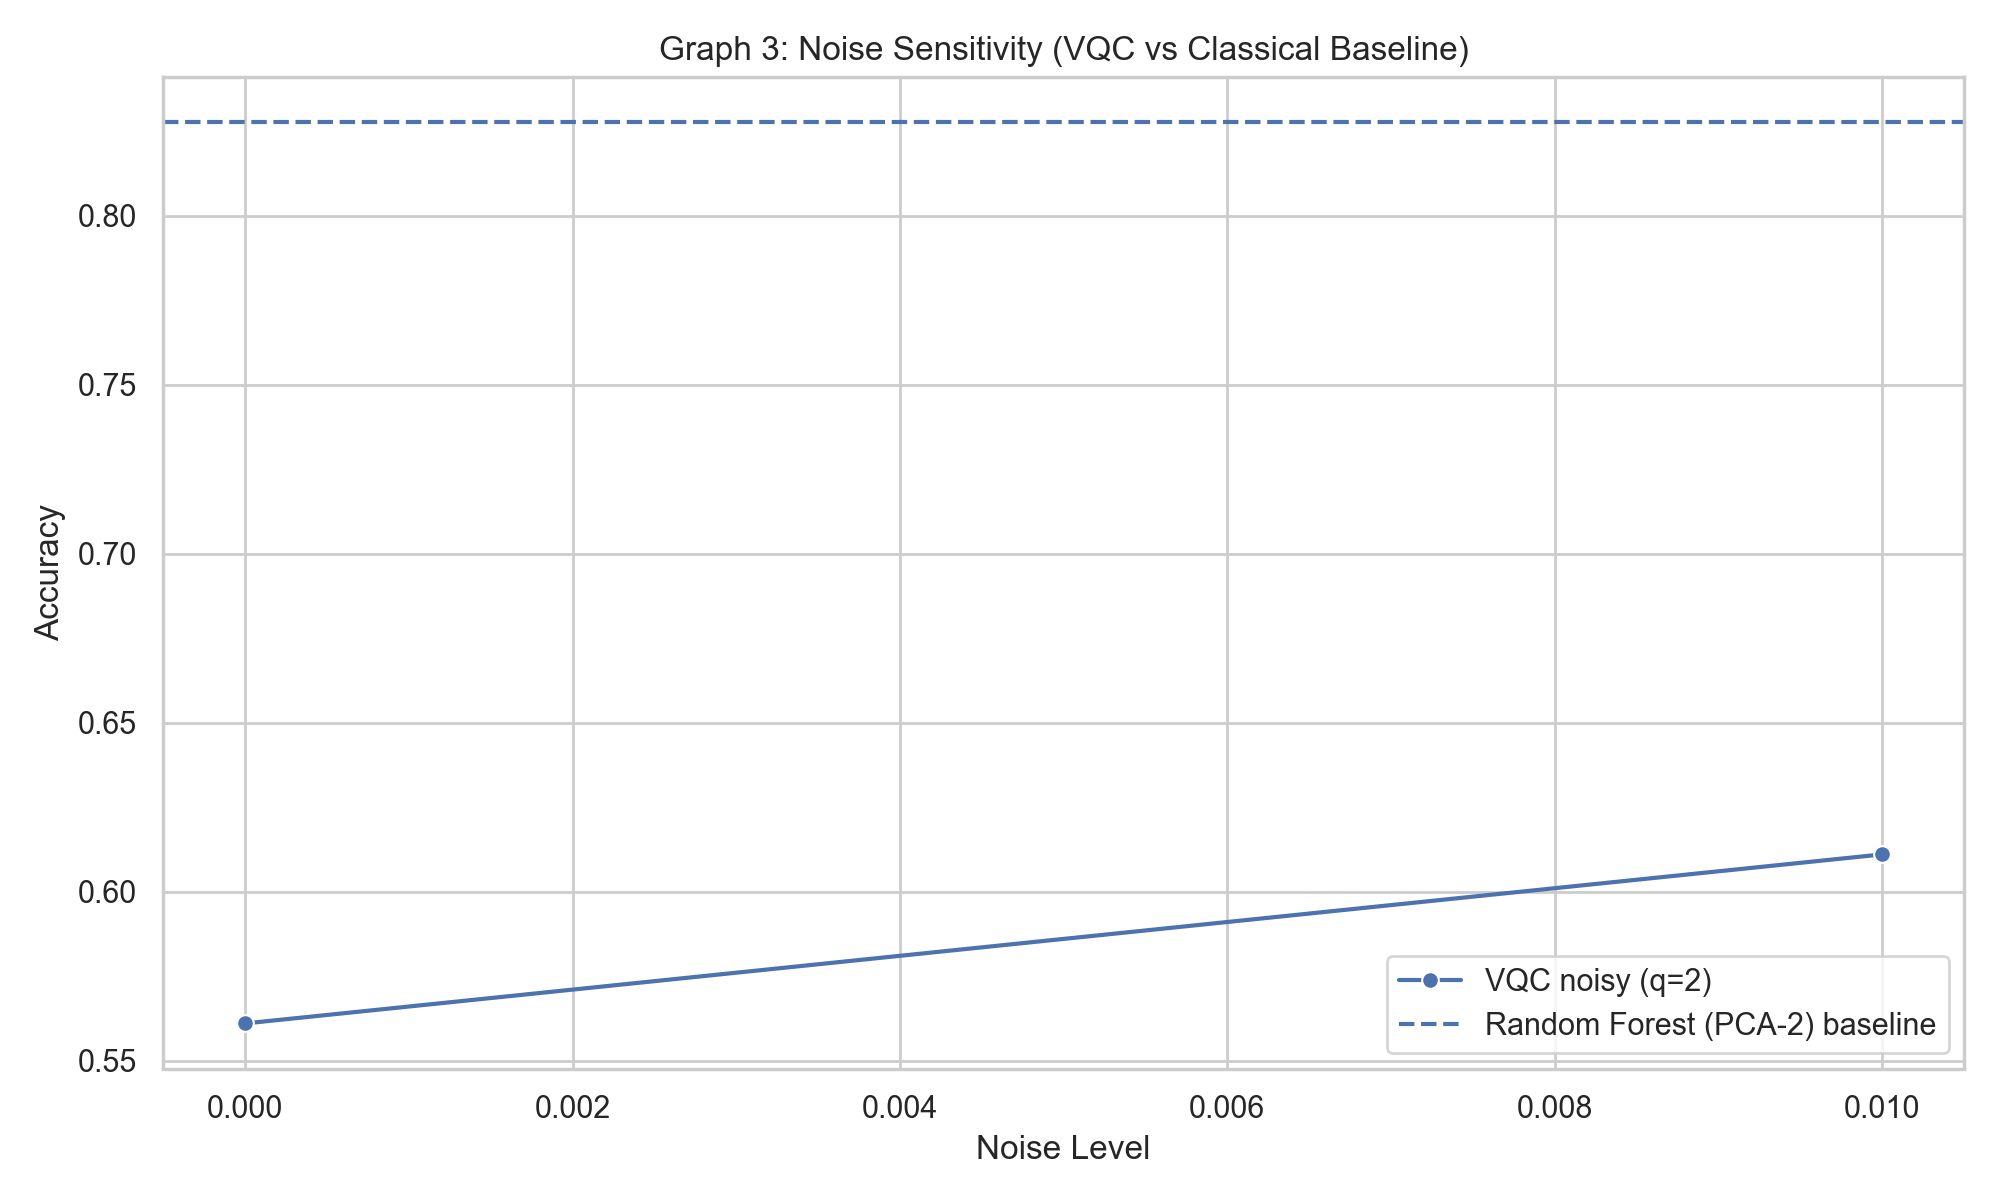 Graph 3: Noise Sensitivity (VQC vs Classical Baseline)
0.80
0.75
0.70
0.65
0.60
0.55
Accuracy
0.000
0.002
0.004
0.006
0.008
0.010
Noise Level
VQC noisy (q=2)
Random Forest (PCA-2) baseline